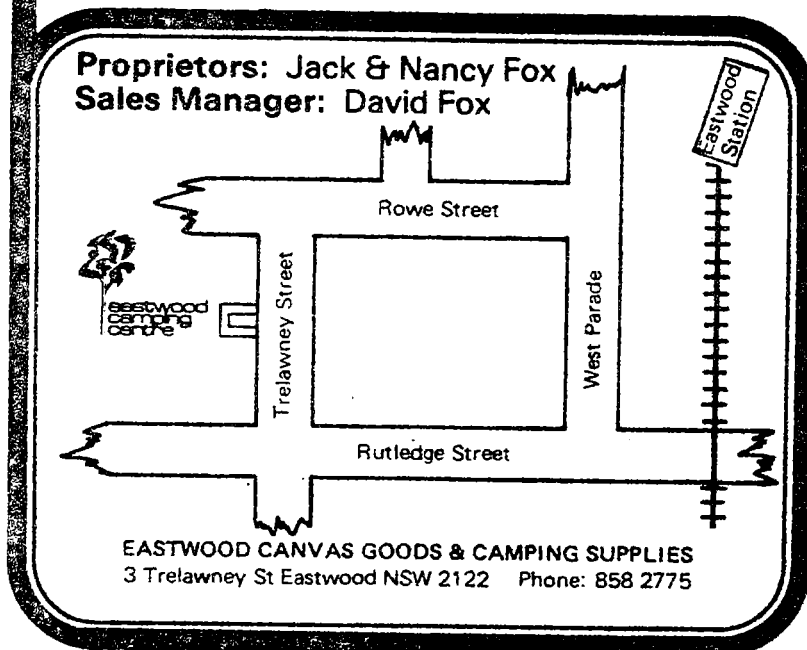 Proprietors: Jack & Nancy Fox
Sales Manager: David Fox
Eastwood
Station
Rowe Street
Trelawney Street
West Parade
eastwood
camping
centre
Rutledge Street
EASTWOOD CANVAS GOODS & CAMPING SUPPLIES
3 Trelawney St Eastwood NSW 2122 Phone: 858 2775